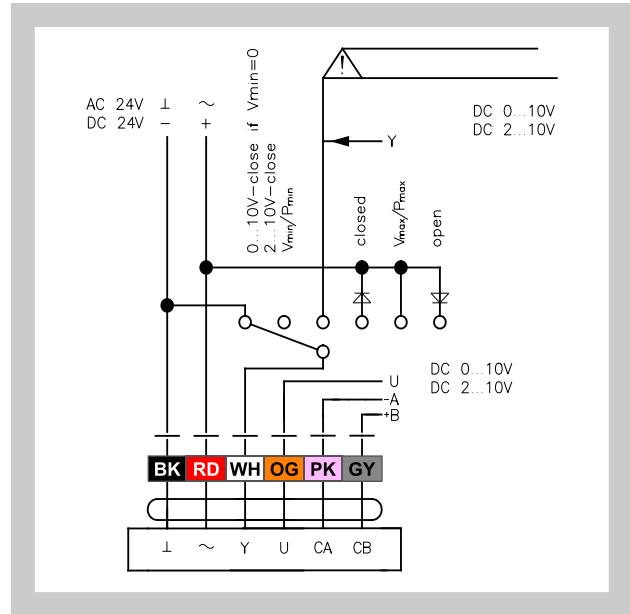 !
AC 24V ⊥ ~
DC 24V – +
DC 0...10V
DC 2...10V
Y
0...10V–close if Vmin=0
2...10V–close
Vmin/Pmin
closed
Vmax/Pmax
open
DC 0...10V
DC 2...10V
U
-A
+B
BK RD WH OG PK GY
⊥ ~ Y U CA CB